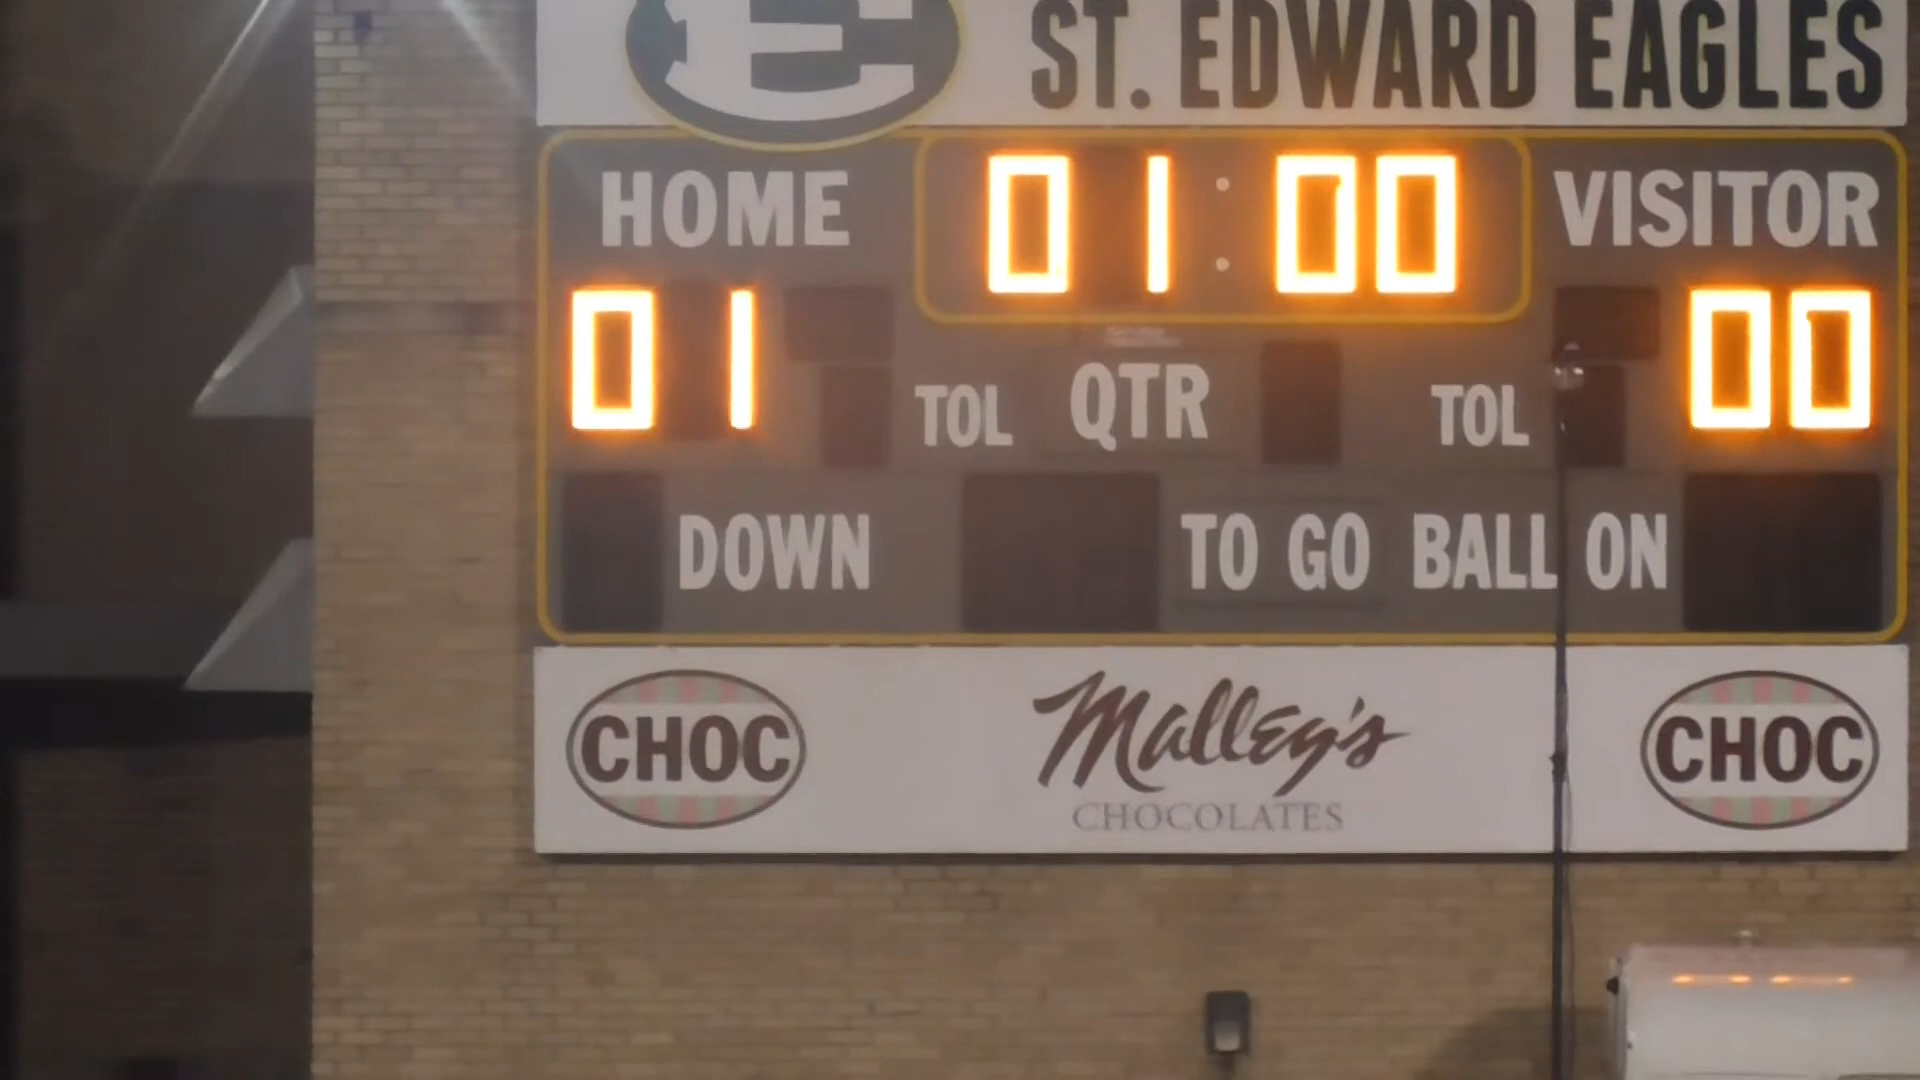 E ST. EDWARD EAGLES
HOME 01:00 VISITOR
01 TOL QTR TOL 00
DOWN TO GO BALL ON
CHOC Malley's CHOC
CHOCOLATES